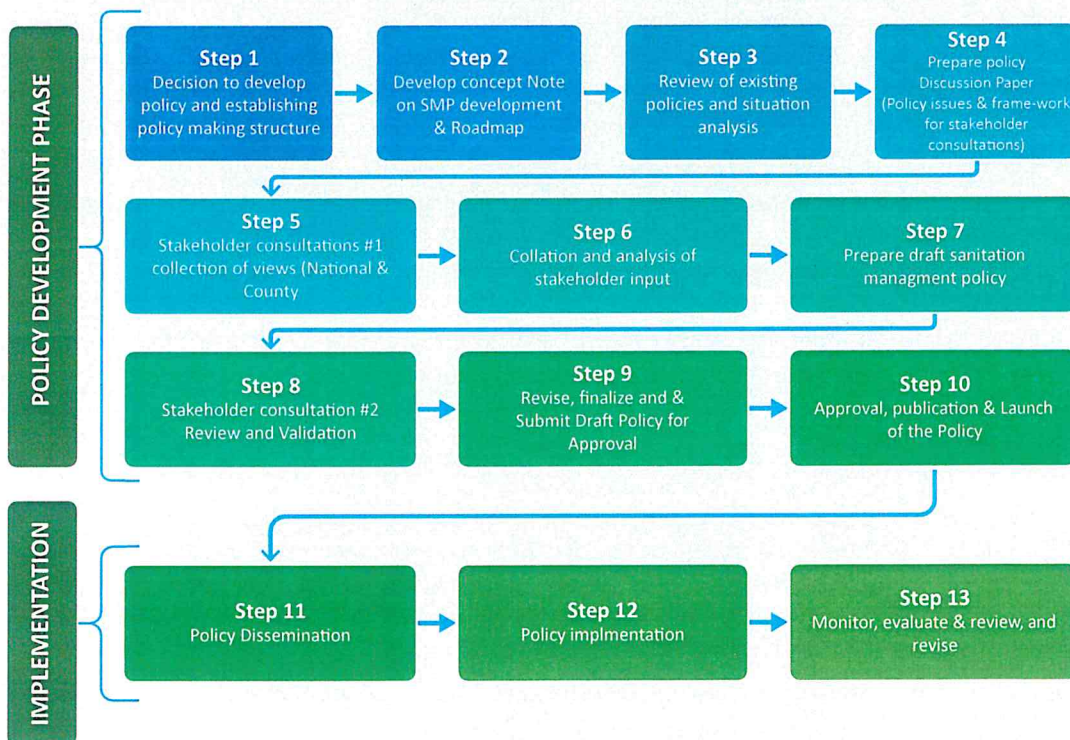 POLICY DEVELOPMENT PHASE
Step 1
Decision to develop
policy and establishing
policy making structure
Step 2
Develop concept Note
on SMP development
& Roadmap
Step 3
Review of existing
policies and situation
analysis
Step 4
Prepare policy
Discussion Paper
(Policy issues & frame-work
for stakeholder
consultations)
Step 5
Stakeholder consultations #1
collection of views (National &
County
Step 6
Collation and analysis of
stakeholder input
Step 7
Prepare draft sanitation
managment policy
Step 8
Stakeholder consultation #2
Review and Validation
Step 9
Revise, finalize and &
Submit Draft Policy for
Approval
Step 10
Approval, publication & Launch
of the Policy
IMPLEMENTATION
Step 11
Policy Dissemination
Step 12
Policy implmentation
Step 13
Monitor, evaluate & review, and
revise